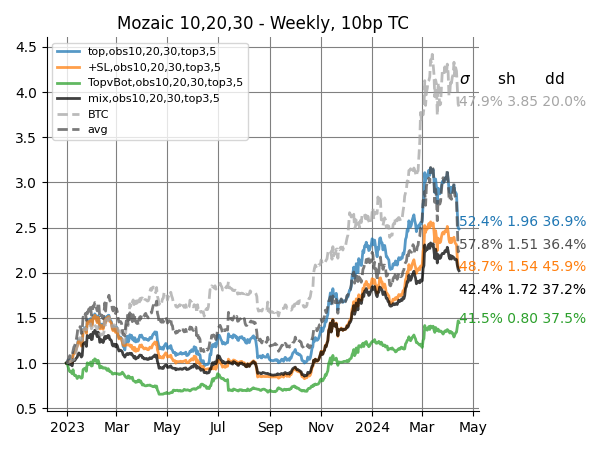 Mozaic 10,20,30 - Weekly, 10bp TC
4.5
4.0
3.5
3.0
2.5
2.0
1.5
1.0
0.5
top,obs10,20,30,top3,5
+SL,obs10,20,30,top3,5
TopvBot,obs10,20,30,top3,5
mix,obs10,20,30,top3,5
BTC
avg
σ sh dd
47.9% 3.85 20.0%
52.4% 1.96 36.9%
57.8% 1.51 36.4%
48.7% 1.54 45.9%
42.4% 1.72 37.2%
41.5% 0.80 37.5%
2023 Mar May Jul Sep Nov 2024 Mar May